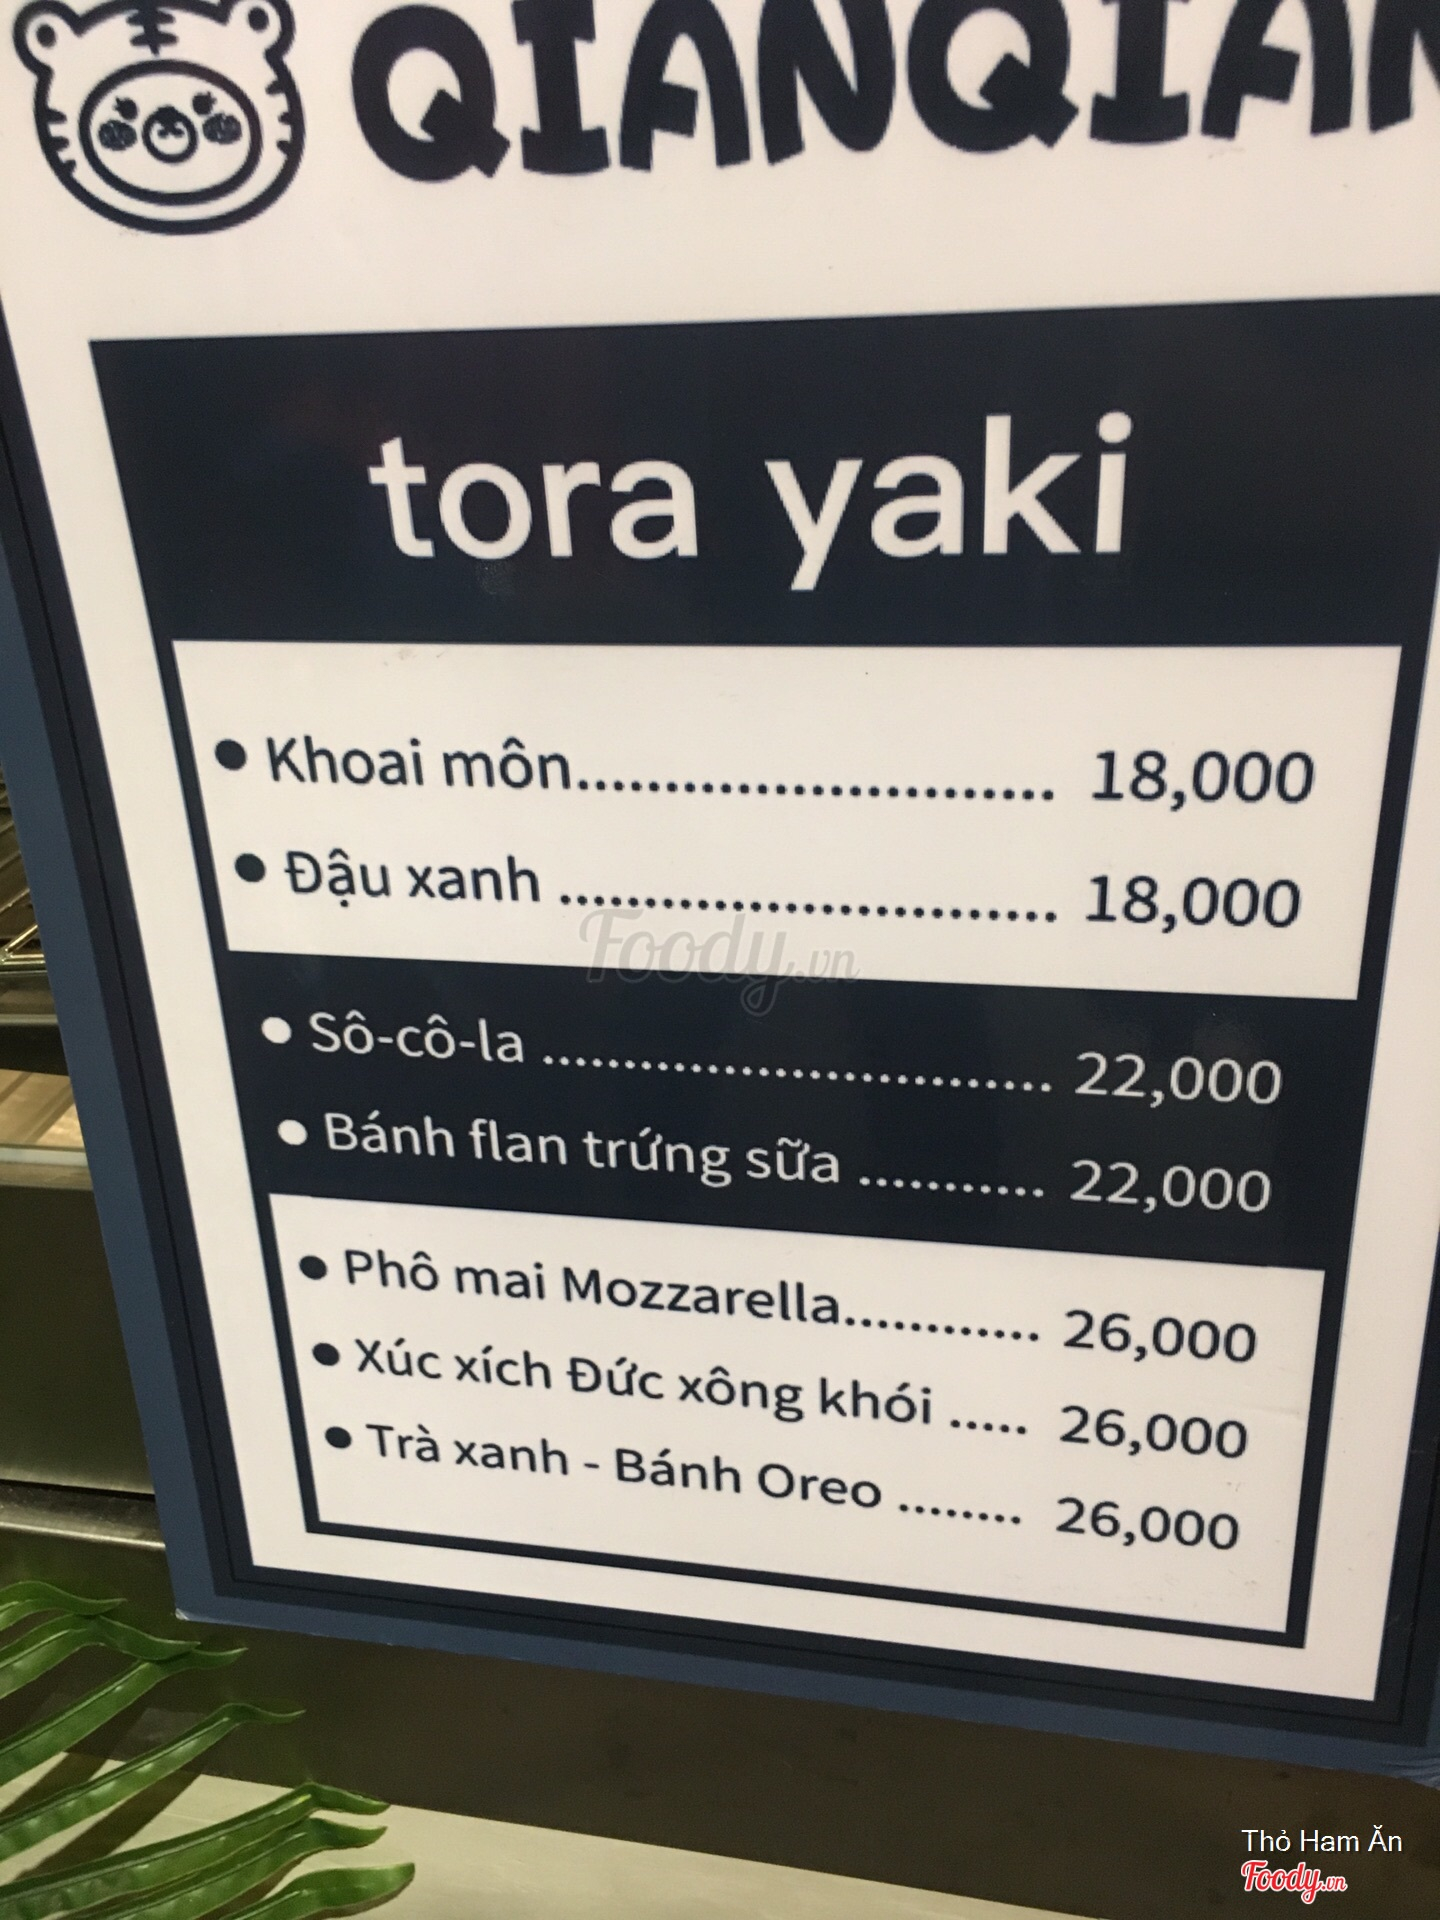 QIANQIAN
tora yaki
• Khoai môn.......................... 18,000
• Đậu xanh ........................... 18,000
• Sô-cô-la ............................... 22,000
• Bánh flan trứng sữa ........... 22,000
• Phô mai Mozzarella............ 26,000
• Xúc xích Đức xông khói ..... 26,000
• Trà xanh - Bánh Oreo ........ 26,000
Foody.vn
Thỏ Ham Ăn
Foody.vn